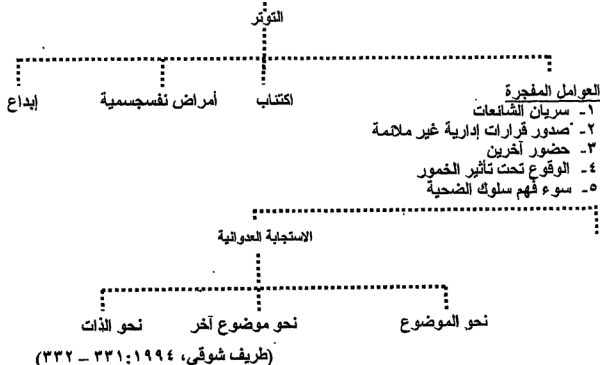 التوتر
العوامل المفجرة
١- سريان الشائعات
٢- صدور قرارات إدارية غير ملائمة
٣- حضور آخرين
٤- الوقوع تحت تأثير الخمور
٥- سوء فهم سلوك الضحية
اكتئاب
أمراض نفسجسمية
إبداع
الاستجابة العدوانية
نحو الموضوع
نحو موضوع آخر
نحو الذات
(طريف شوقي، ١٩٩٤:٣٣١ – ٣٣٢)